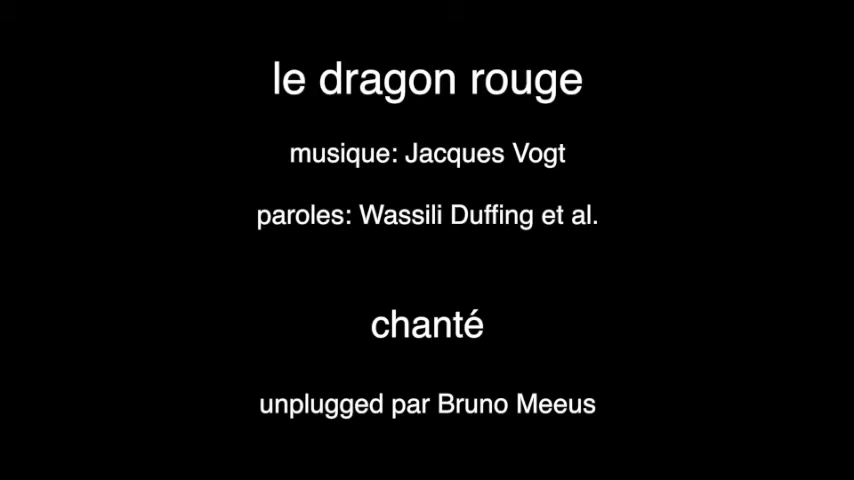 le dragon rouge
musique: Jacques Vogt
paroles: Wassili Duffing et al.
chanté
unplugged par Bruno Meeus